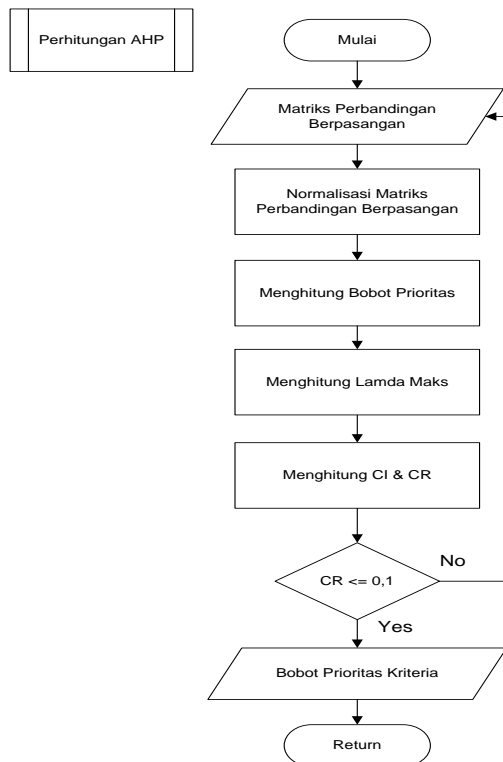 Perhitungan AHP
Mulai
Matriks Perbandingan
Berpasangan
Normalisasi Matriks
Perbandingan Berpasangan
Menghitung Bobot Prioritas
Menghitung Lamda Maks
Menghitung CI & CR
CR <= 0,1
No
Yes
Bobot Prioritas Kriteria
Return